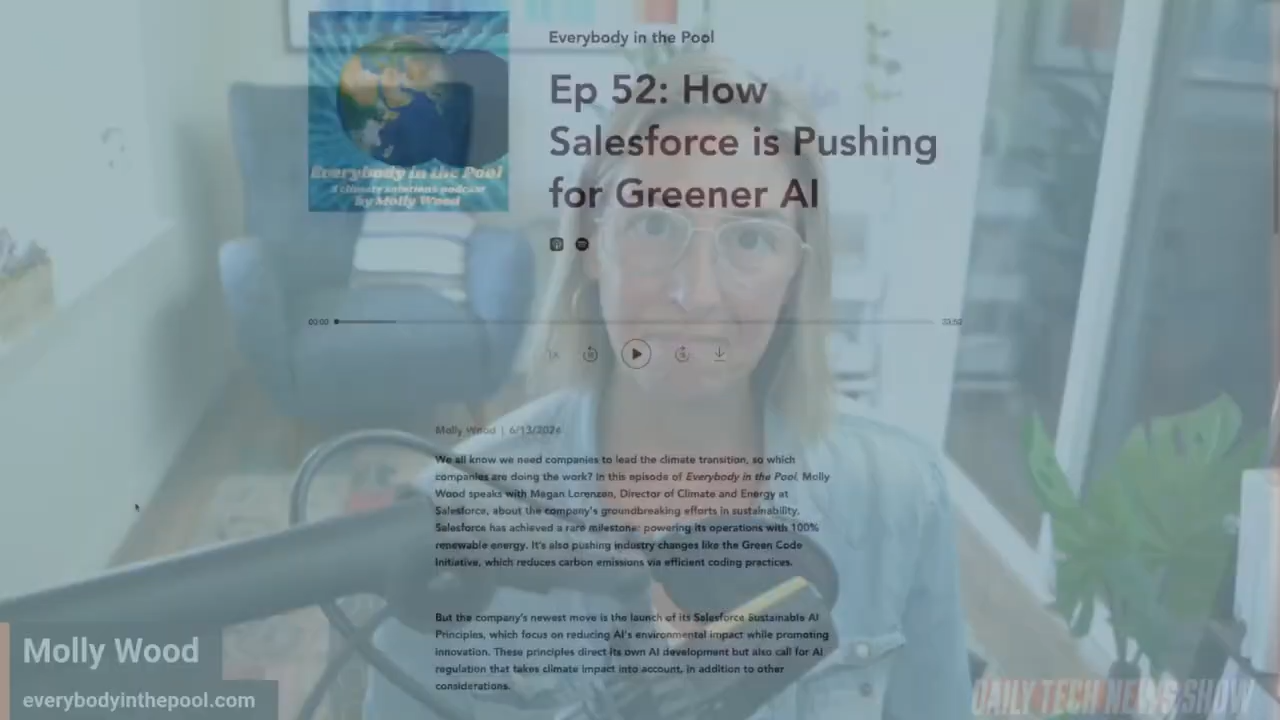 Everybody in the Pool
Ep 52: How
Salesforce is Pushing
for Greener AI
Everybody in the Pool
A climate solutions podcast
by Molly Wood
00:00
1x
Molly Wood | 6/13/2024
We all know we need companies to lead the climate transition, so which
companies are doing the work? In this episode of Everybody in the Pool, Molly
Wood speaks with Megan Lorenzen, Director of Climate and Energy at
Salesforce, about the company's groundbreaking efforts in sustainability.
Salesforce has achieved a rare milestone: powering its operations with 100%
renewable energy. It's also pushing industry changes like the Green Code
Initiative, which reduces carbon emissions via efficient coding practices.
But the company's newest move is the launch of its Salesforce Sustainable AI
Principles, which focus on reducing AI's environmental impact while promoting
innovation. These principles direct its own AI development but also call for AI
regulation that takes climate impact into account, in addition to other
considerations.
Molly Wood
everybodyinthepool.com
DAILY TECH NEWS SHOW